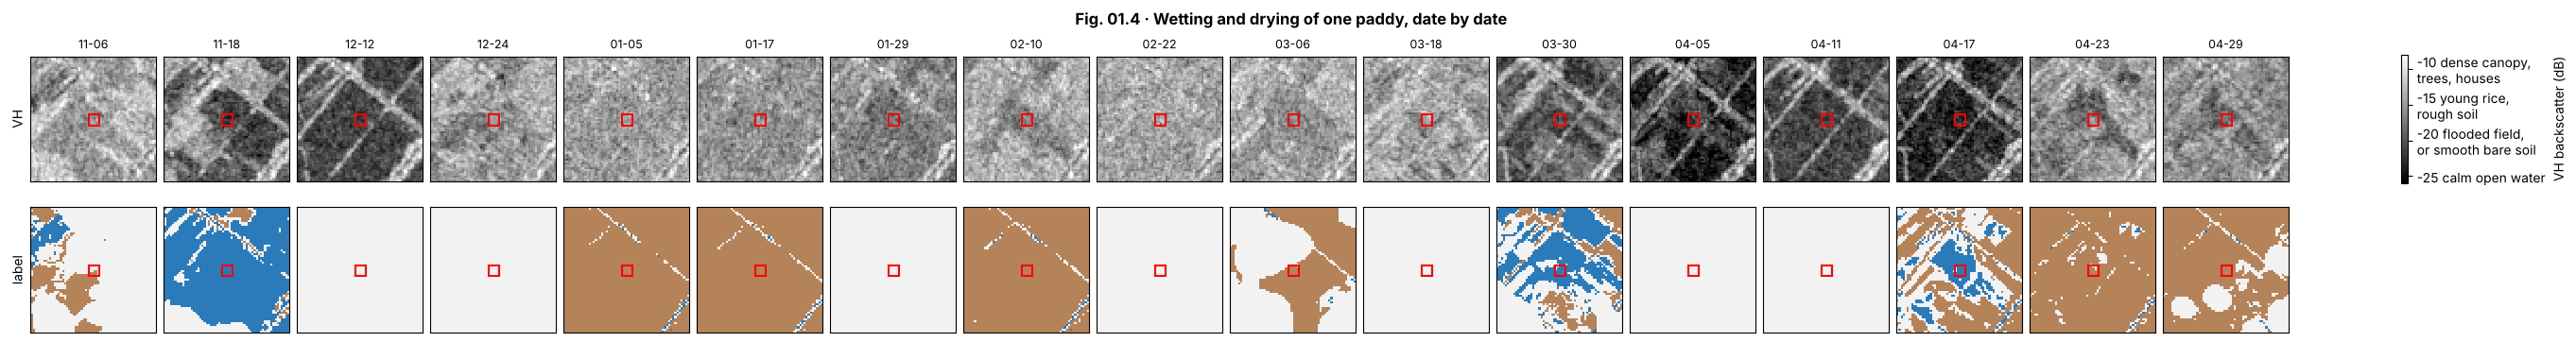 Fig. 01.4 · Wetting and drying of one paddy, date by date
11-06 11-18 12-12 12-24 01-05 01-17 01-29 02-10 02-22 03-06 03-18 03-30 04-05 04-11 04-17 04-23 04-29
VH
-10 dense canopy,
trees, houses
-15 young rice,
rough soil
-20 flooded field,
or smooth bare soil
-25 calm open water
VH backscatter (dB)
label